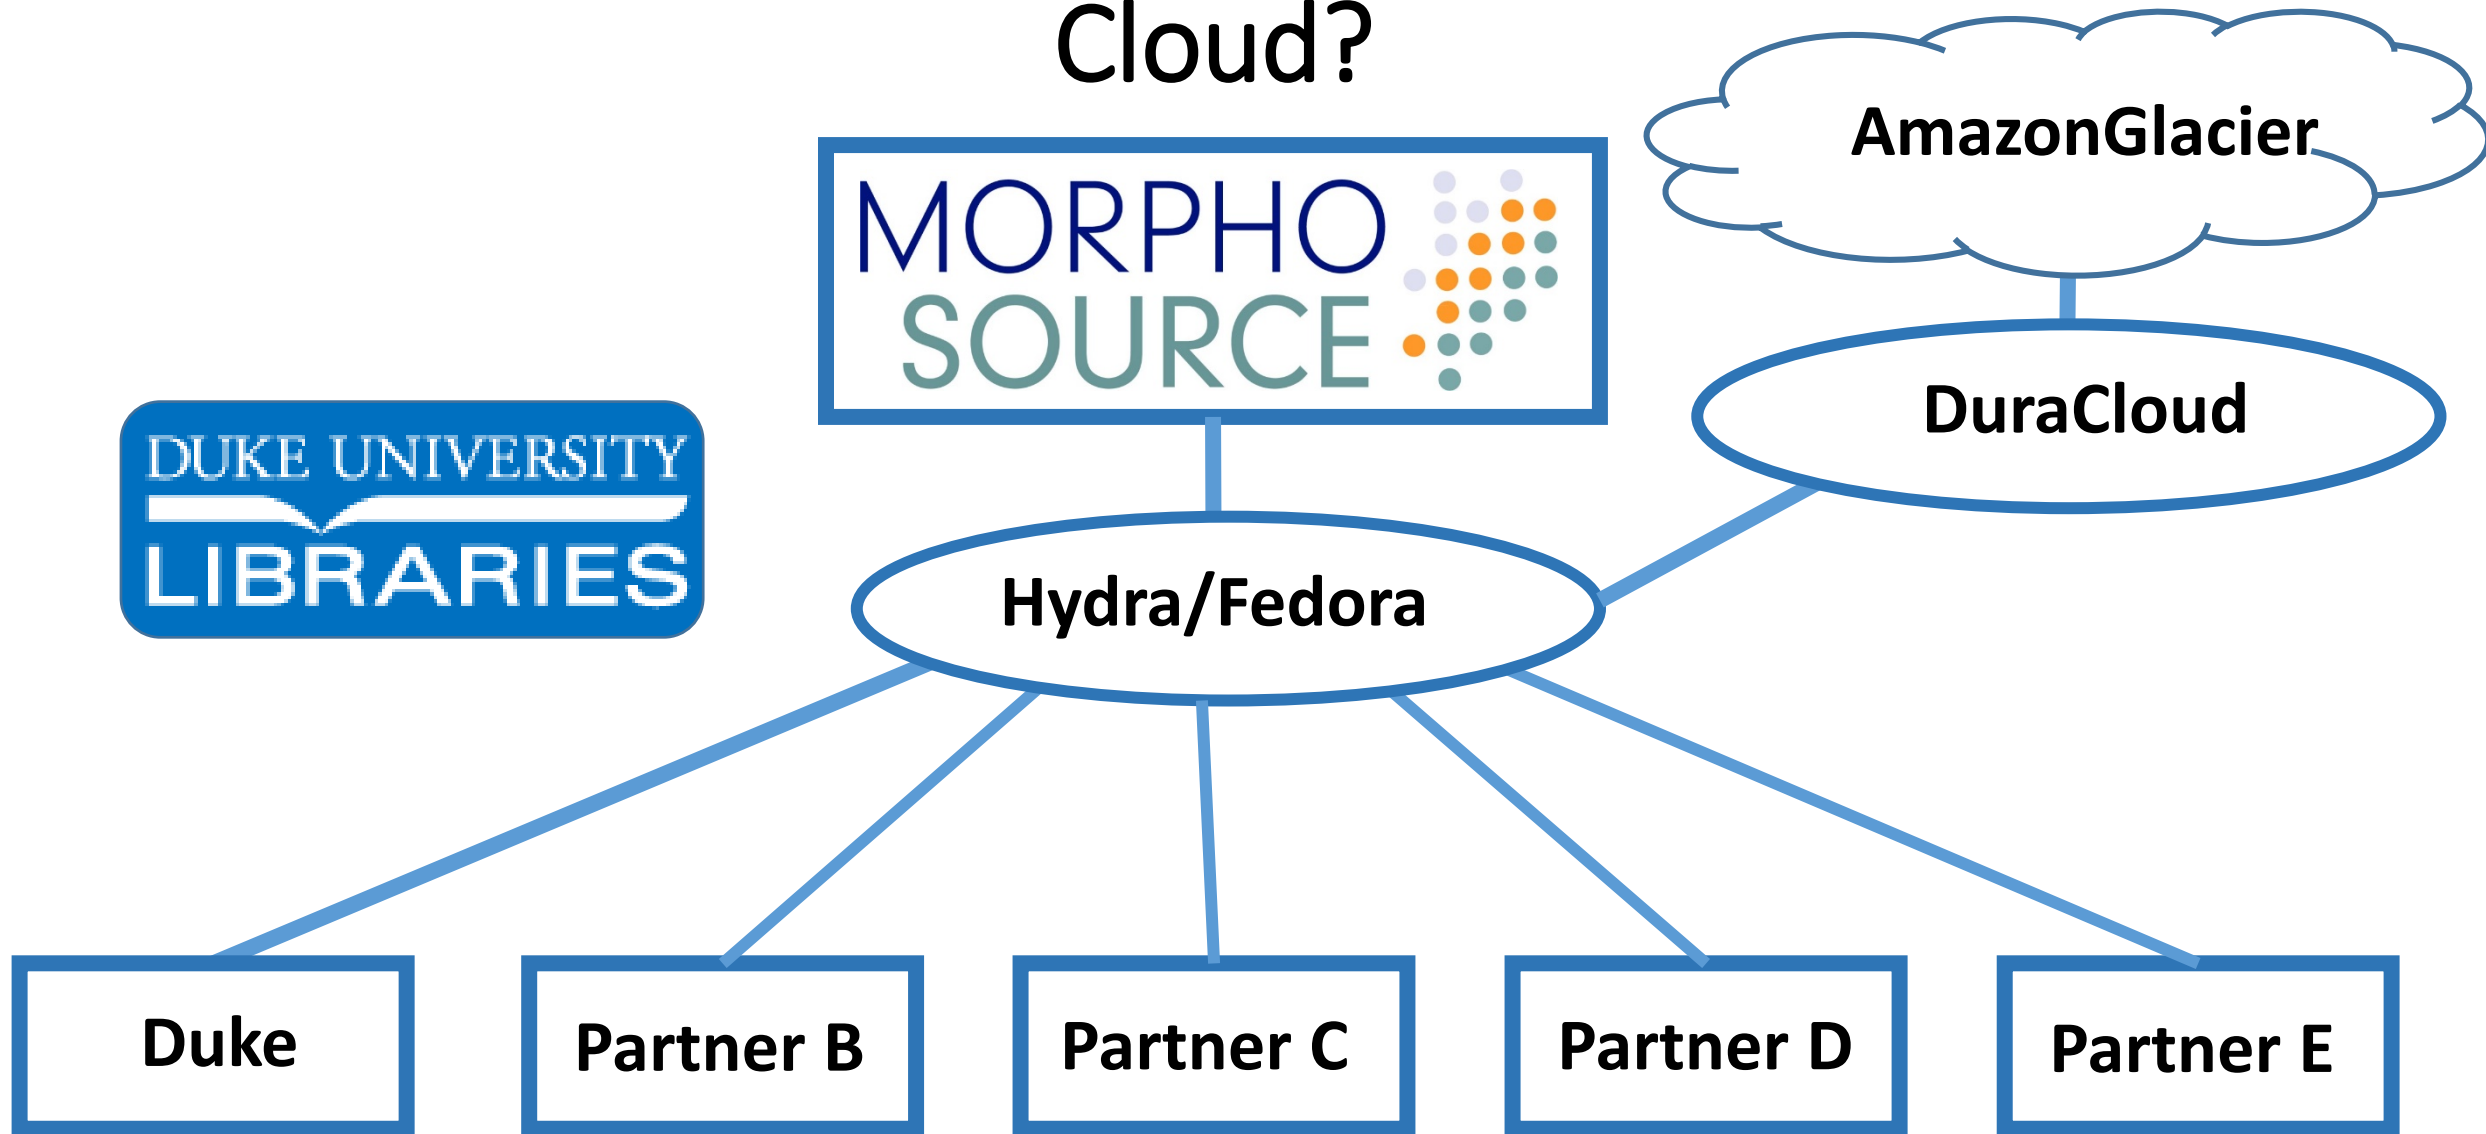 Cloud?
AmazonGlacier
MORPHO
SOURCE
DuraCloud
DUKE UNIVERSITY
LIBRARIES
Hydra/Fedora
Duke
Partner B
Partner C
Partner D
Partner E